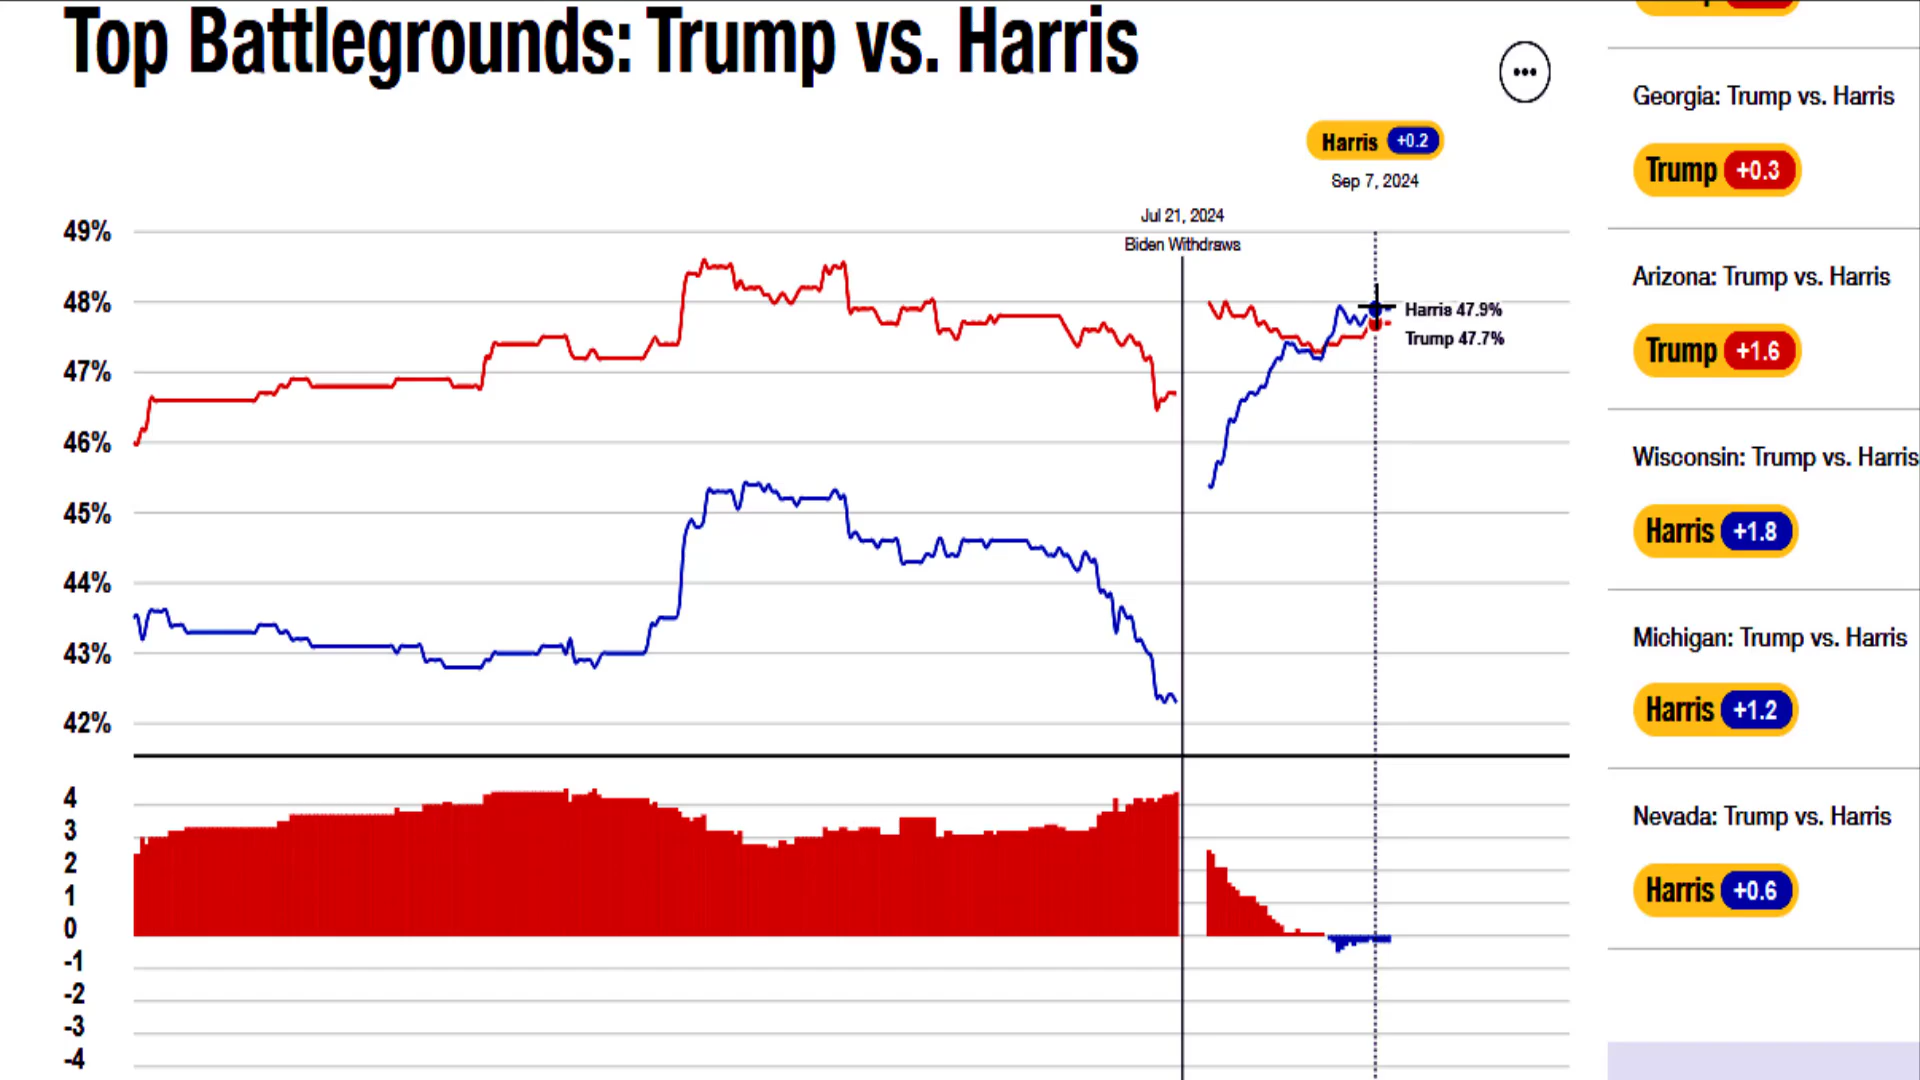 Top Battlegrounds: Trump vs. Harris
Harris +0.2
Sep 7, 2024
Jul 21, 2024
Biden Withdraws
49%
48%
47%
46%
45%
44%
43%
42%
Harris 47.9%
Trump 47.7%
4
3
2
1
0
-1
-2
-3
-4
Georgia: Trump vs. Harris
Trump +0.3
Arizona: Trump vs. Harris
Trump +1.6
Wisconsin: Trump vs. Harris
Harris +1.8
Michigan: Trump vs. Harris
Harris +1.2
Nevada: Trump vs. Harris
Harris +0.6